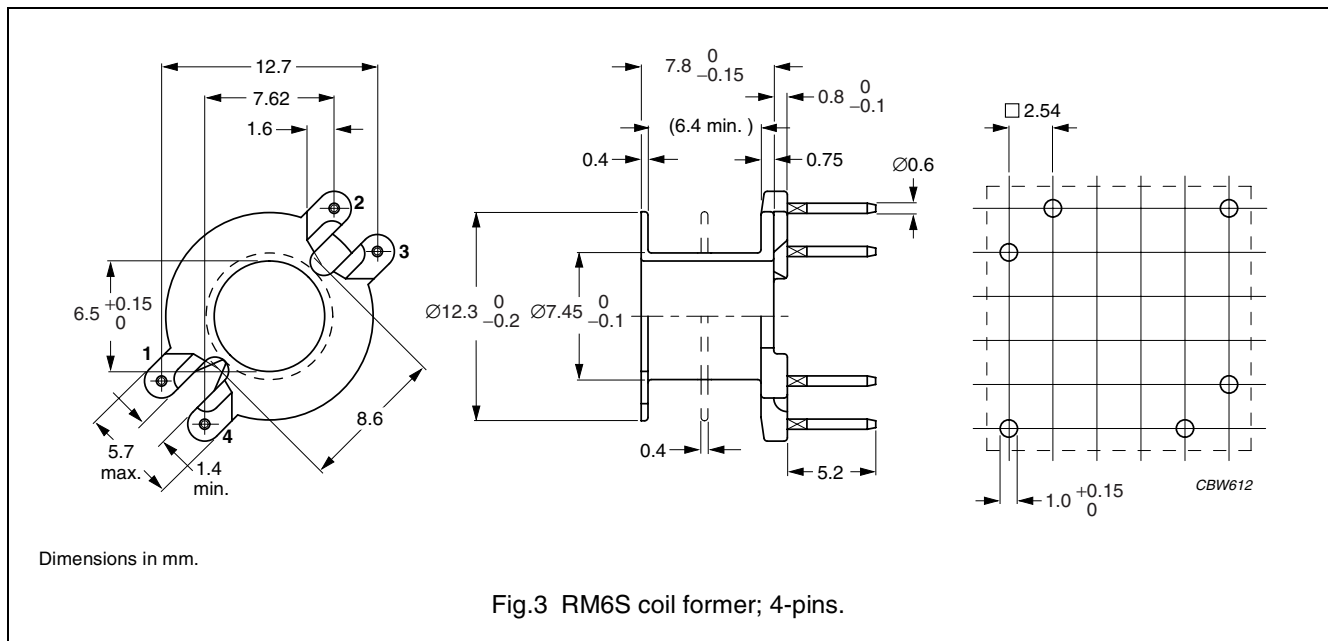 12.7
7.62
1.6
2
3
6.5 +0.15 0
1
4
5.7 max.
1.4 min.
8.6
7.8 0 −0.15
0.8 0 −0.1
(6.4 min. )
0.4
0.75
∅0.6
∅12.3 0 −0.2
∅7.45 0 −0.1
0.4
5.2
□ 2.54
1.0 +0.15 0
CBW612
Dimensions in mm.
Fig.3 RM6S coil former; 4-pins.